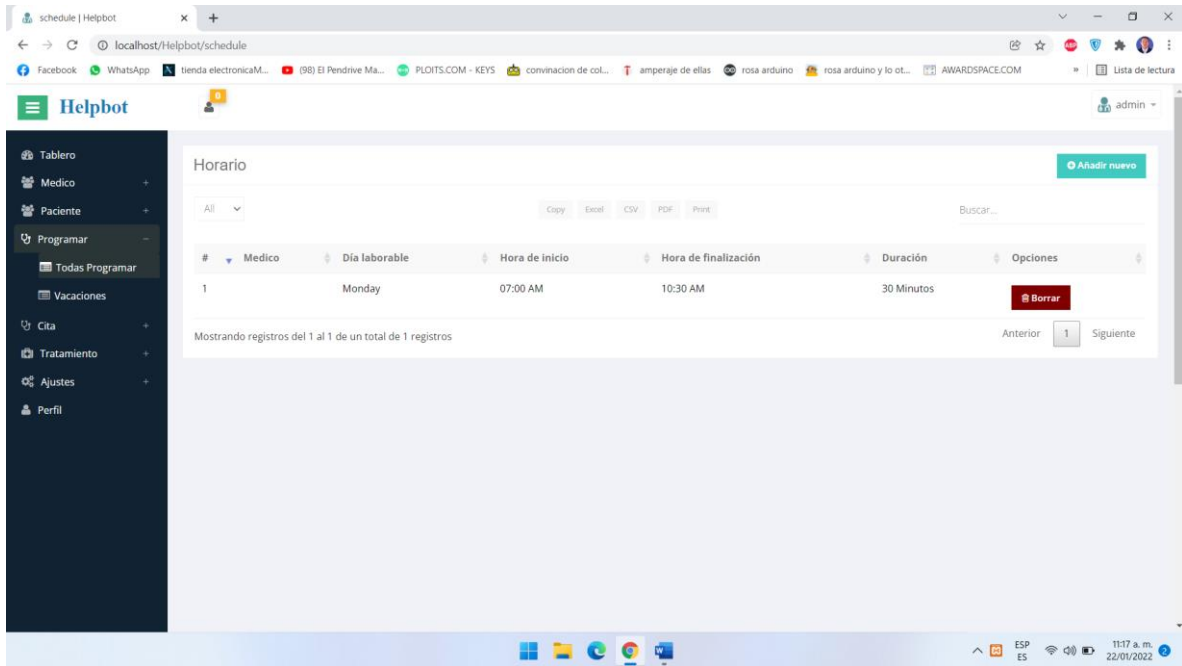 schedule | Helpbot
localhost/Helpbot/schedule
Facebook WhatsApp tienda electronicaM... (98) El Pendrive Ma... PLOITS.COM - KEYS convinacion de col... amperaje de ellas rosa arduino rosa arduino y lo ot... AWARDSPACE.COM » Lista de lectura
Helpbot 0 admin
Tablero
Medico +
Paciente +
Programar −
Todas Programar
Vacaciones
Cita +
Tratamiento +
Ajustes +
Perfil
Horario Añadir nuevo
All Copy Excel CSV PDF Print Buscar...
# Medico Día laborable Hora de inicio Hora de finalización Duración Opciones
1 Monday 07:00 AM 10:30 AM 30 Minutos Borrar
Mostrando registros del 1 al 1 de un total de 1 registros Anterior 1 Siguiente
ESP
ES
11:17 a. m.
22/01/2022 2